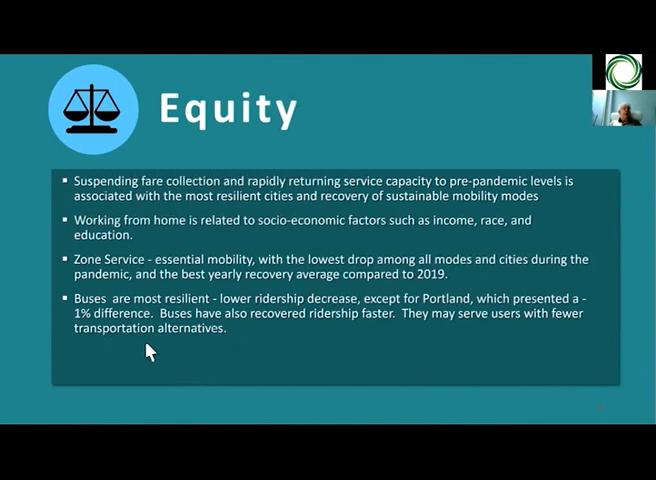 Equity
▪ Suspending fare collection and rapidly returning service capacity to pre-pandemic levels is
associated with the most resilient cities and recovery of sustainable mobility modes
▪ Working from home is related to socio-economic factors such as income, race, and
education.
▪ Zone Service - essential mobility, with the lowest drop among all modes and cities during the
pandemic, and the best yearly recovery average compared to 2019.
▪ Buses are most resilient - lower ridership decrease, except for Portland, which presented a -
1% difference. Buses have also recovered ridership faster. They may serve users with fewer
transportation alternatives.